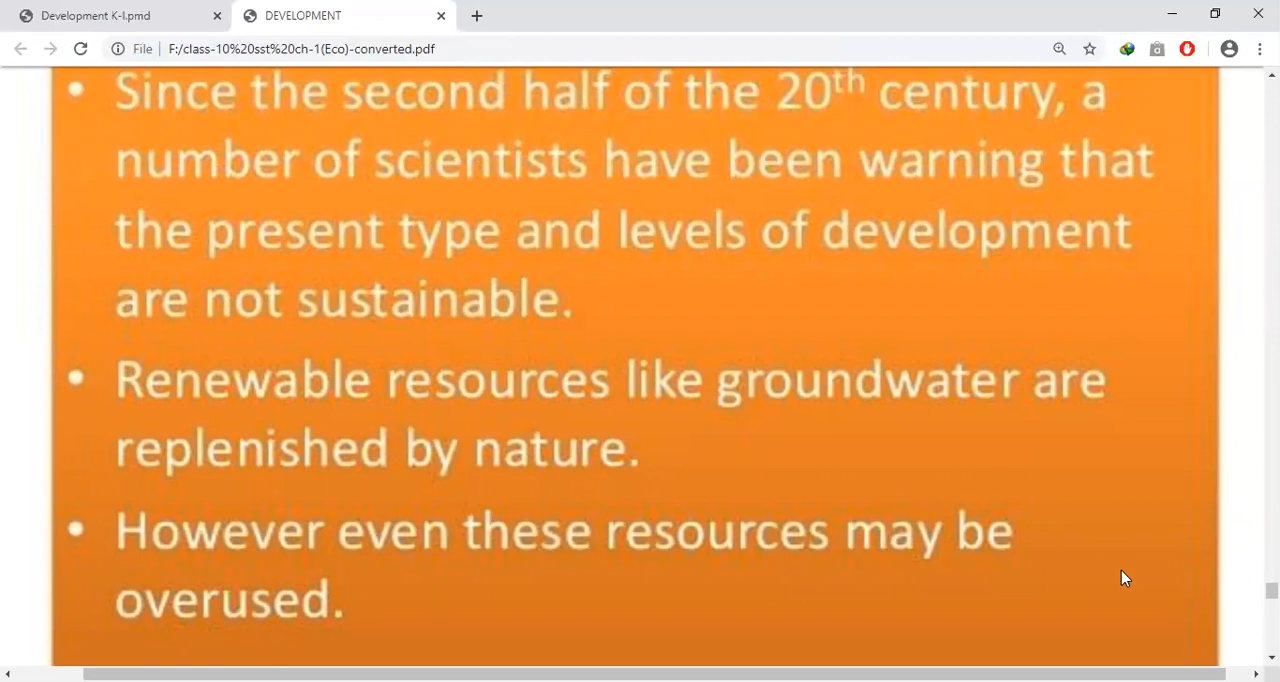 Development K-I.pmd
DEVELOPMENT
File
F:/class-10%20sst%20ch-1(Eco)-converted.pdf
• Since the second half of the 20th century, a
number of scientists have been warning that
the present type and levels of development
are not sustainable.
• Renewable resources like groundwater are
replenished by nature.
• However even these resources may be
overused.